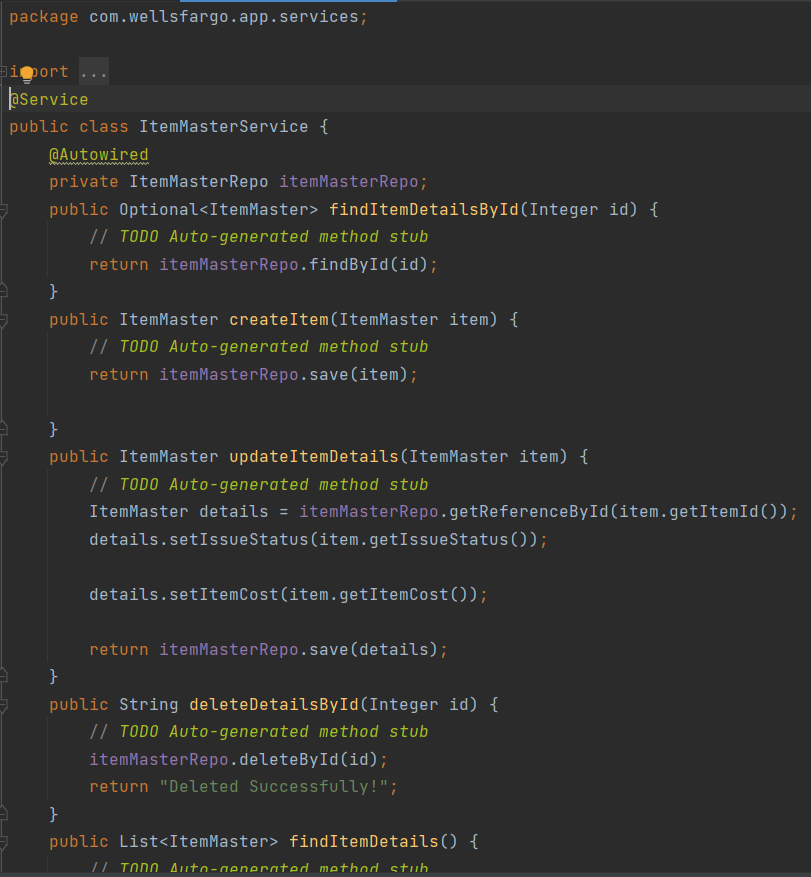 package com.wellsfargo.app.services;
import ...
@Service
public class ItemMasterService {
@Autowired
private ItemMasterRepo itemMasterRepo;
public Optional<ItemMaster> findItemDetailsById(Integer id) {
// TODO Auto-generated method stub
return itemMasterRepo.findById(id);
}
public ItemMaster createItem(ItemMaster item) {
// TODO Auto-generated method stub
return itemMasterRepo.save(item);
}
public ItemMaster updateItemDetails(ItemMaster item) {
// TODO Auto-generated method stub
ItemMaster details = itemMasterRepo.getReferenceById(item.getItemId());
details.setIssueStatus(item.getIssueStatus());
details.setItemCost(item.getItemCost());
return itemMasterRepo.save(details);
}
public String deleteDetailsById(Integer id) {
// TODO Auto-generated method stub
itemMasterRepo.deleteById(id);
return "Deleted Successfully!";
}
public List<ItemMaster> findItemDetails() {
// TODO Auto-generated method stub